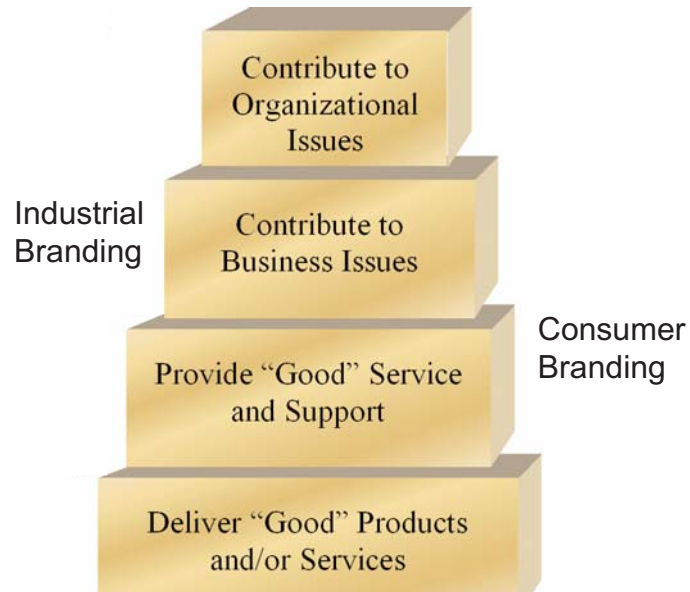 Contribute to
Organizational
Issues
Industrial
Branding
Contribute to
Business Issues
Consumer
Branding
Provide “Good” Service
and Support
Deliver “Good” Products
and/or Services